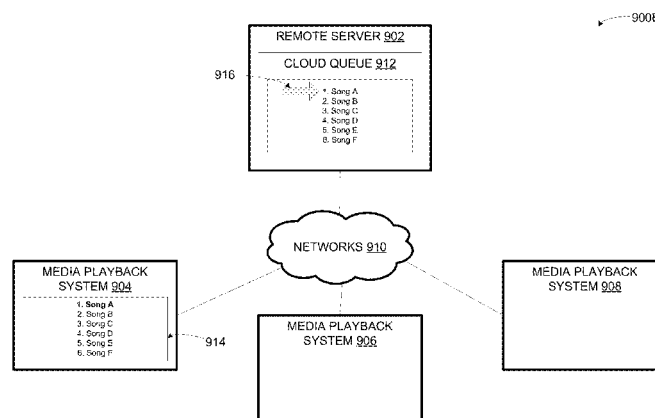 900B
REMOTE SERVER 902
CLOUD QUEUE 912
916
1. Song A
2. Song B
3. Song C
4. Song D
5. Song E
6. Song F
NETWORKS 910
MEDIA PLAYBACK
SYSTEM 904
1. Song A
2. Song B
3. Song C
4. Song D
5. Song E
6. Song F
914
MEDIA PLAYBACK
SYSTEM 906
MEDIA PLAYBACK
SYSTEM 908